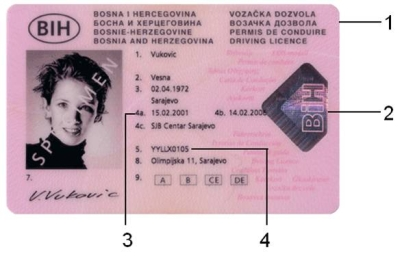 BIH
BOSNA I HERCEGOVINA VOZAČKA DOZVOLA
БОСНА И ХЕРЦЕГОВИНА ВОЗАЧКА ДОЗВОЛА
BOSNIE-HERZEGOVINE PERMIS DE CONDUIRE
BOSNIA AND HERZEGOVINA DRIVING LICENCE
1
SPECIMEN
1. Vukovic
2. Vesna
3. 02.04.1972
Sarajevo
4a. 15.02.2001 4b. 14.02.2006
BIH
2
4c. SJB Centar Sarajevo
5. YYLLX0105
8. Olimpijska 11, Sarajevo
7.
9. A B CE DE
V.Vukovic
3 4